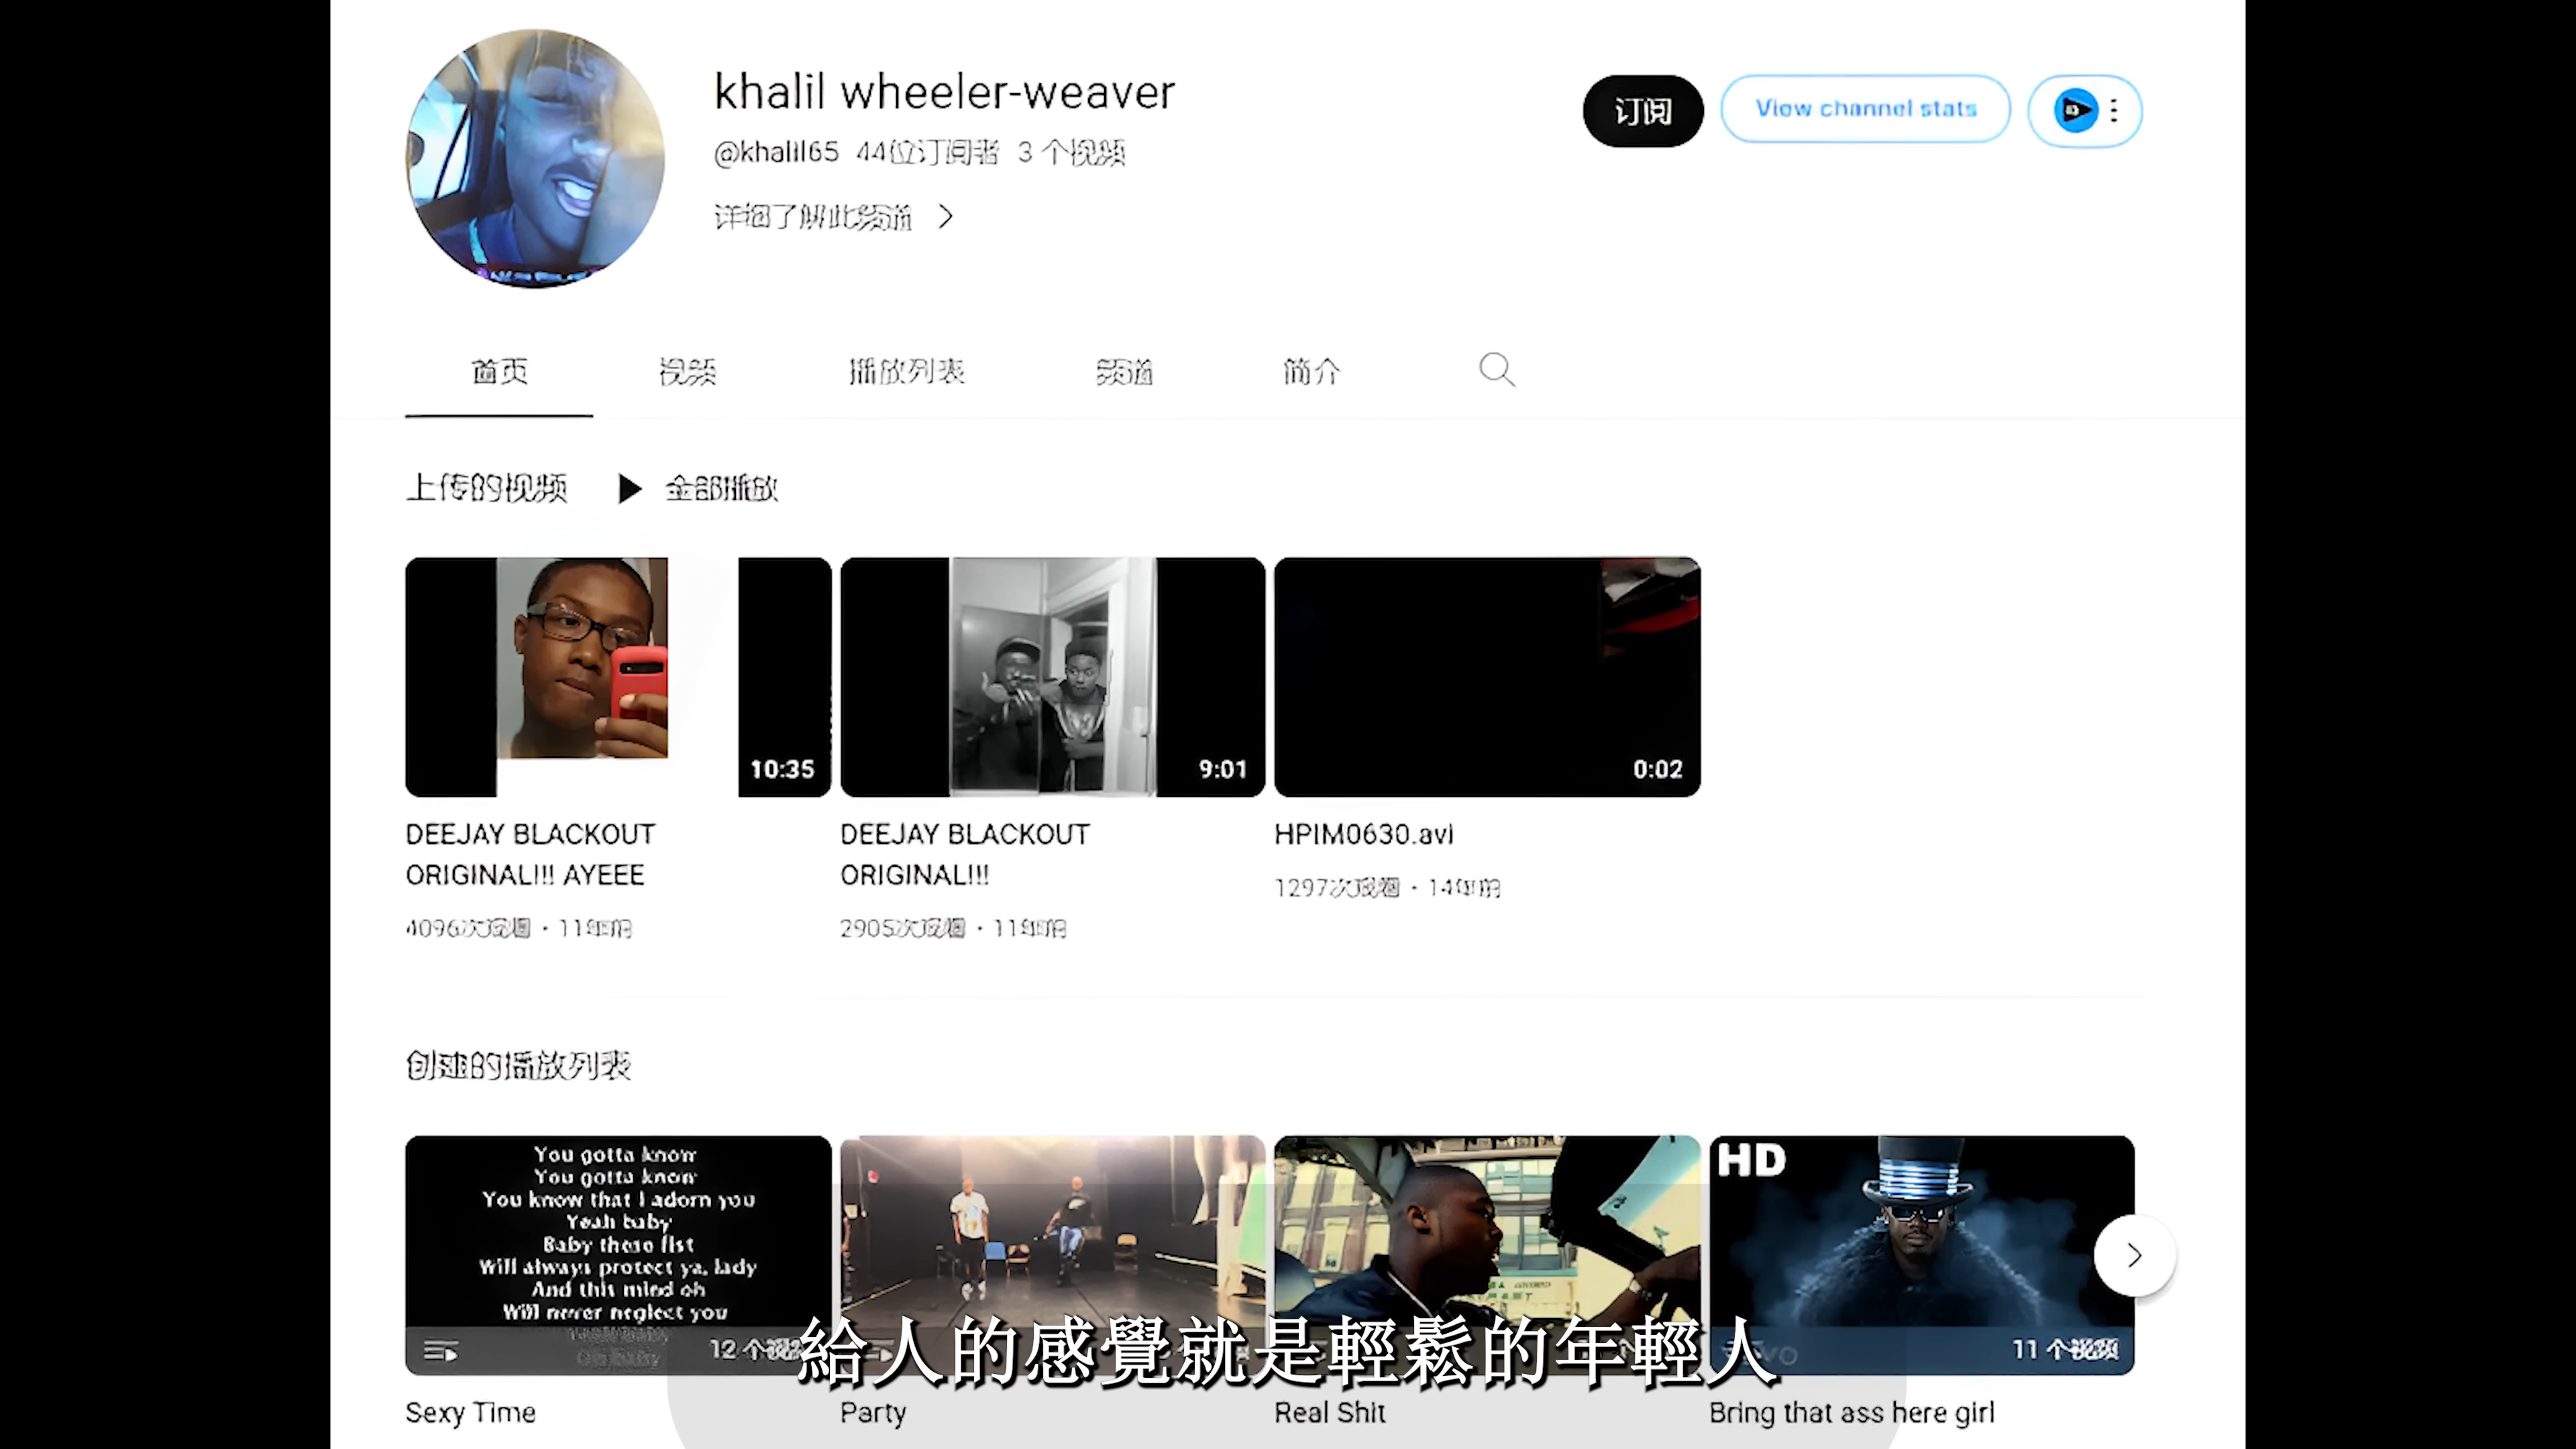 khalil wheeler-weaver
订阅
View channel stats
@khalil65 44位订阅者 3 个视频
详细了解此频道
首页 视频 播放列表 频道 简介
上传的视频 全部播放
10:35
9:01
0:02
DEEJAY BLACKOUT
ORIGINAL!!! AYEEE
4096次观看 · 11年前
DEEJAY BLACKOUT
ORIGINAL!!!
2905次观看 · 11年前
HPIM0630.avi
1297次观看 · 14年前
创建的播放列表
You gotta know
You gotta know
You know that I adorn you
Yeah baby
Baby these fist
Will always protect ya, lady
And this mind oh
Will never neglect you
12 个视频
HD
11 个视频
給人的感覺就是輕鬆的年輕人
Sexy Time
Party
Real Shit
Bring that ass here girl